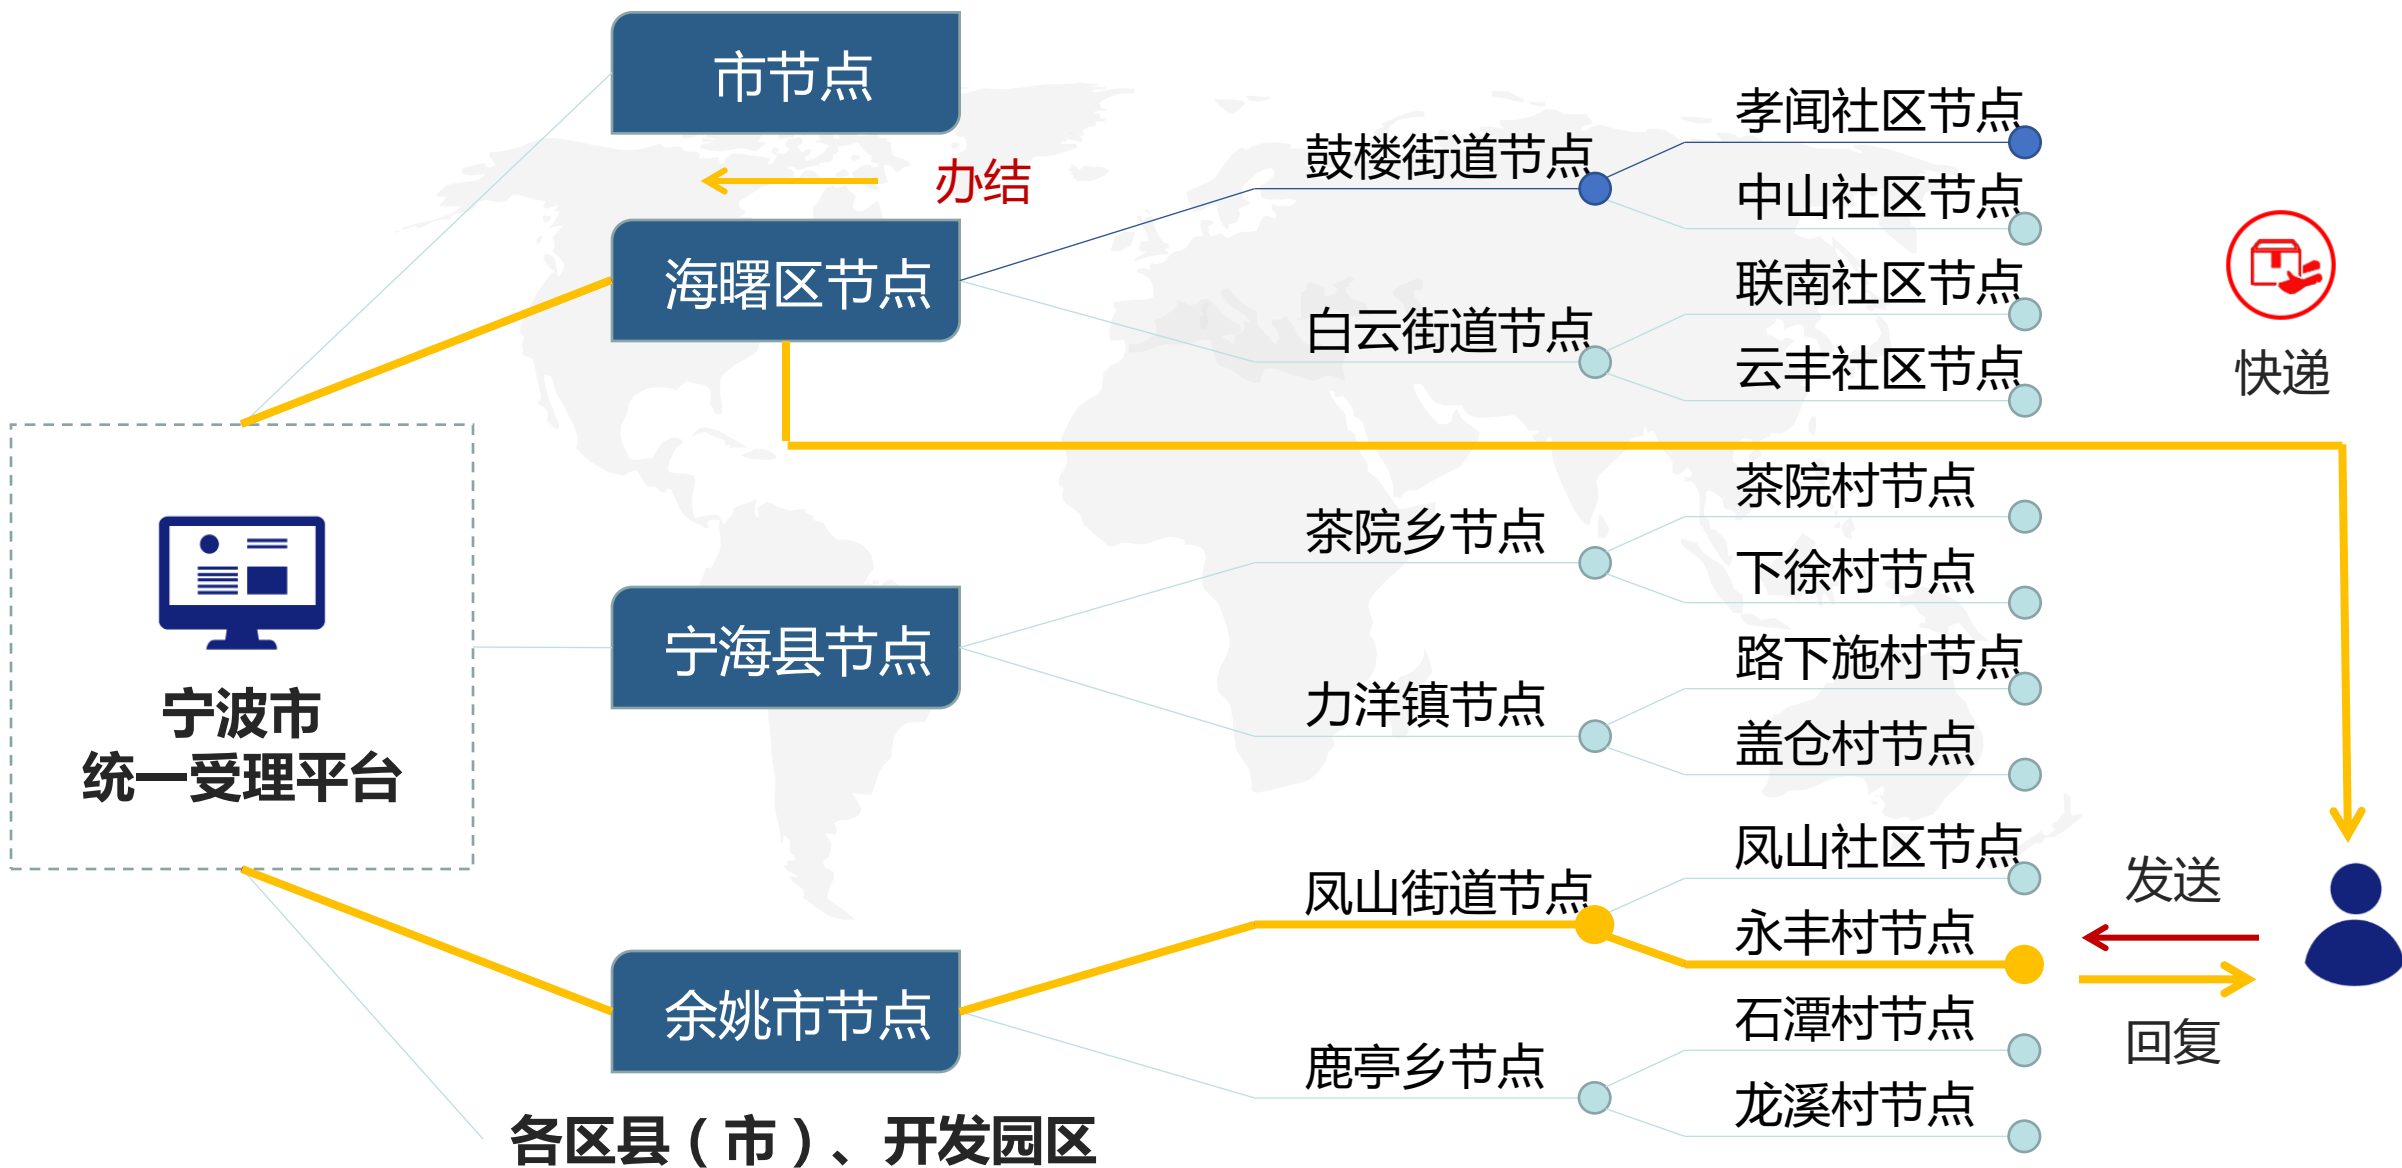 市节点
办结
海曙区节点
宁海县节点
余姚市节点
各区县（市）、开发园区
宁波市
统一受理平台
鼓楼街道节点
白云街道节点
茶院乡节点
力洋镇节点
凤山街道节点
鹿亭乡节点
孝闻社区节点
中山社区节点
联南社区节点
云丰社区节点
茶院村节点
下徐村节点
路下施村节点
盖仓村节点
凤山社区节点
永丰村节点
石潭村节点
龙溪村节点
快递
发送
回复